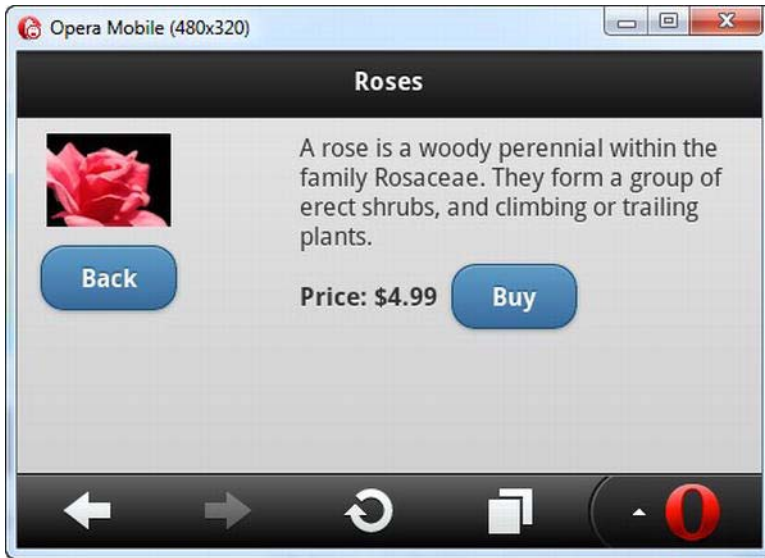 Opera Mobile (480x320)
Roses
A rose is a woody perennial within the
family Rosaceae. They form a group of
erect shrubs, and climbing or trailing
plants.
Back
Price: $4.99
Buy